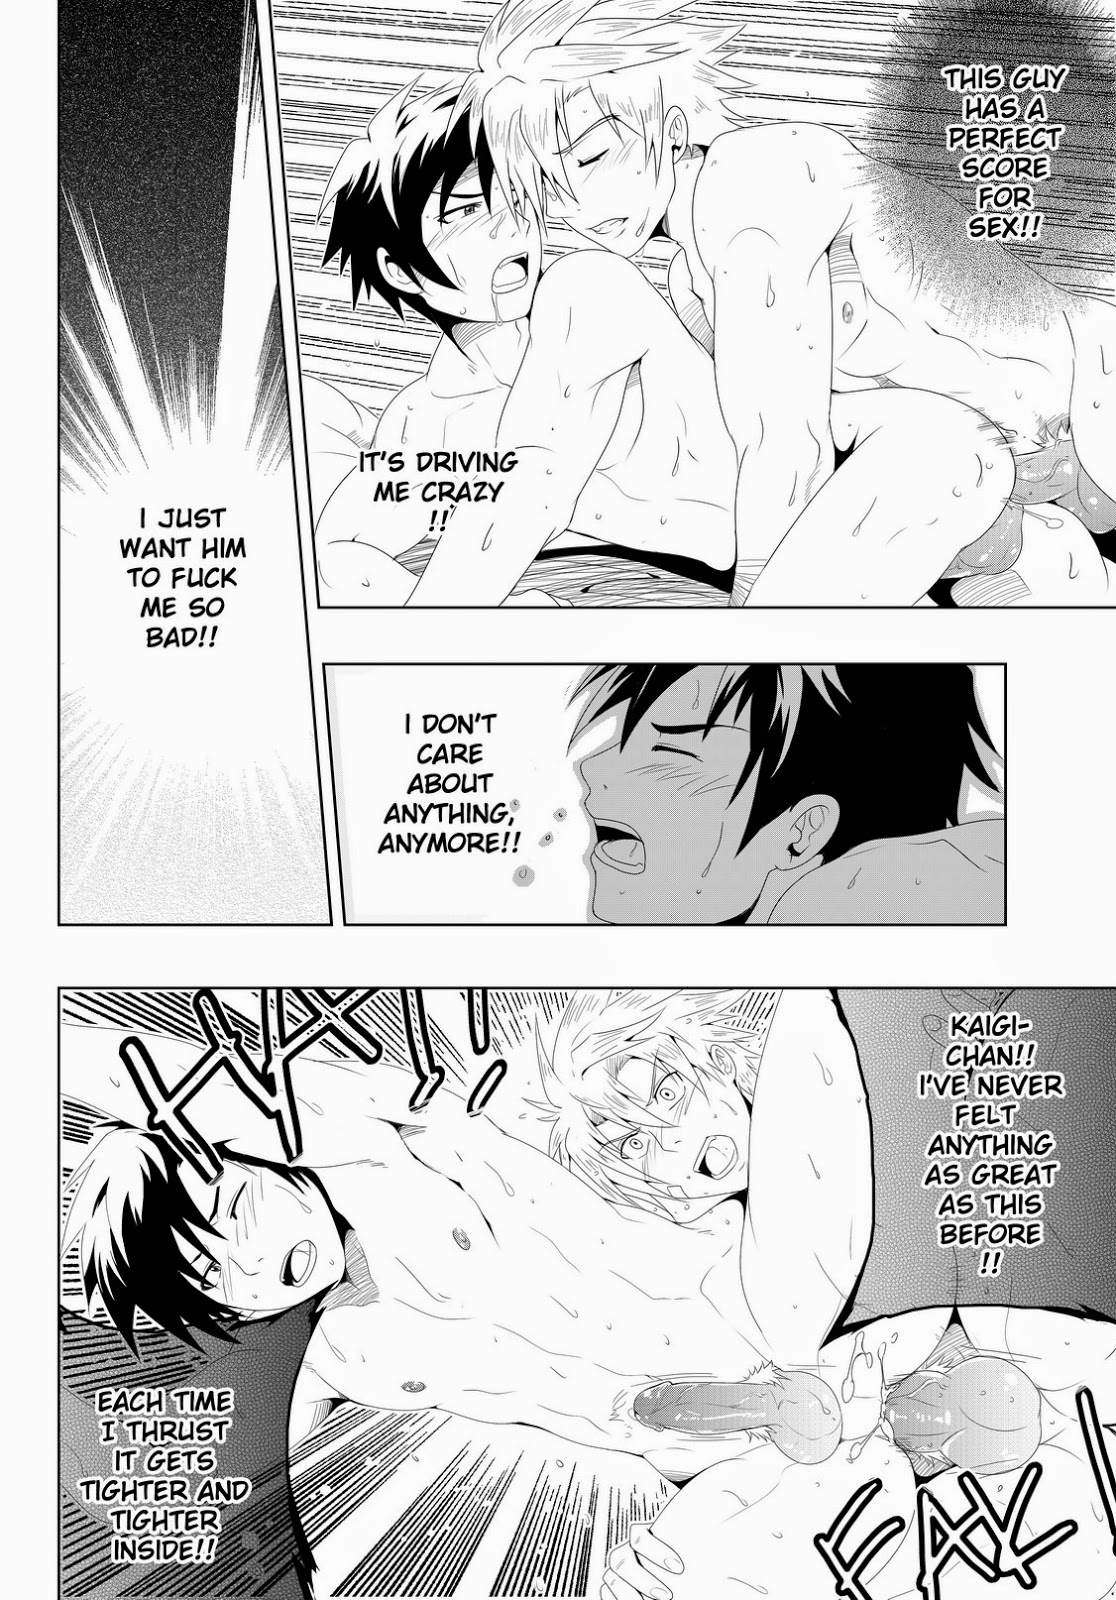 THIS GUY
HAS A
PERFECT
SCORE
FOR
SEX!!
IT'S DRIVING
ME CRAZY
!!
I JUST
WANT HIM
TO FUCK
ME SO
BAD!!
I DON'T
CARE
ABOUT
ANYTHING,
ANYMORE!!
KAIGI-
CHAN!!
I'VE NEVER
FELT
ANYTHING
AS GREAT
AS THIS
BEFORE
!!
EACH TIME
I THRUST
IT GETS
TIGHTER AND
TIGHTER
INSIDE!!